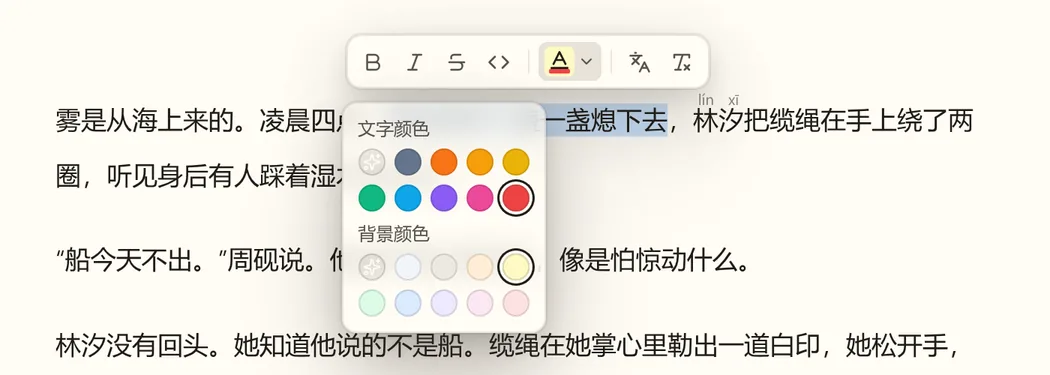 B I S <> A 文A T
lín xī
雾是从海上来的。凌晨四 一盏熄下去，林汐把缆绳在手上绕了两
文字颜色
圈，听见身后有人踩着湿
背景颜色
“船今天不出。”周砚说。他 像是怕惊动什么。
林汐没有回头。她知道他说的不是船。缆绳在她掌心里勒出一道白印，她松开手，